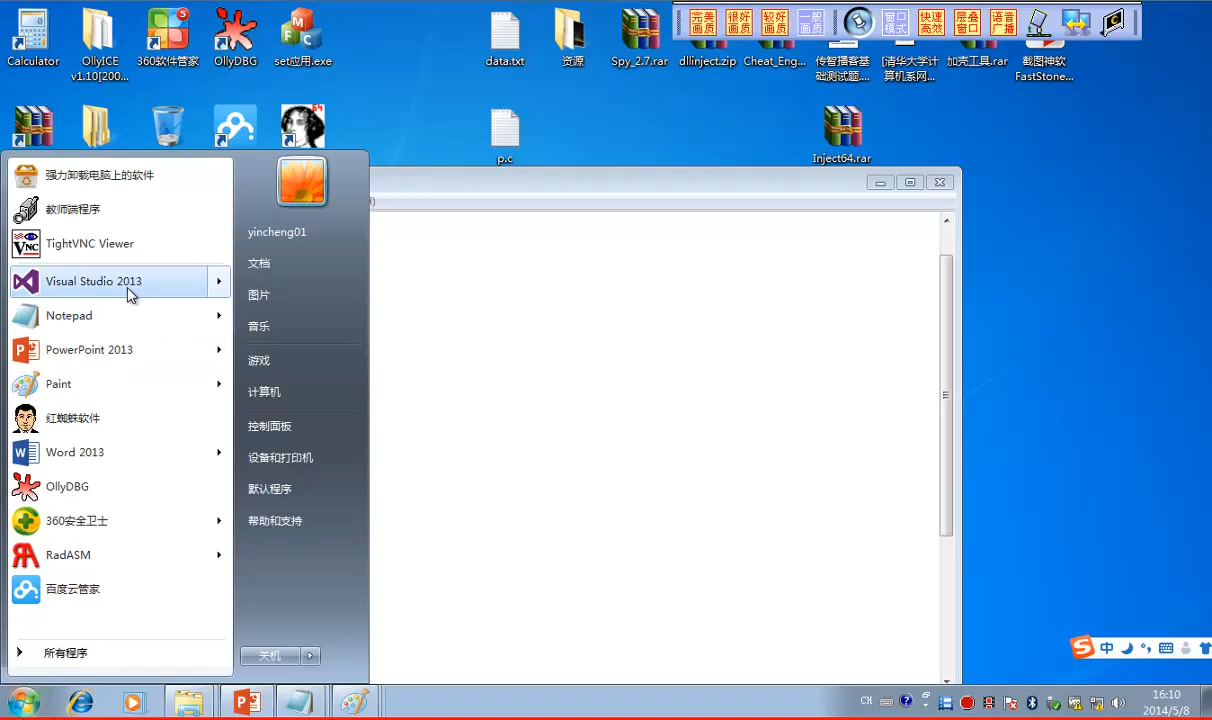 Calculator
OllyICE
v1.10[200...
360软件管家
OllyDBG
set应用.exe
data.txt
资源
Spy_2.7.rar
dllinject.zip
Cheat_Eng...
传智播客基
础测试题....
[清华大学计
算机系网...
加壳工具.rar
截图神软
FastStone...
完美
画质
很好
画质
较好
画质
一般
画质
窗口
模式
快速
高效
层叠
窗口
语音
广播
p.c
Inject64.rar
强力卸载电脑上的软件
教师端程序
TightVNC Viewer
Visual Studio 2013
Notepad
PowerPoint 2013
Paint
红蜘蛛软件
Word 2013
OllyDBG
360安全卫士
RadASM
百度云管家
所有程序
yincheng01
文档
图片
音乐
游戏
计算机
控制面板
设备和打印机
默认程序
帮助和支持
关机
中
CH
16:10
2014/5/8